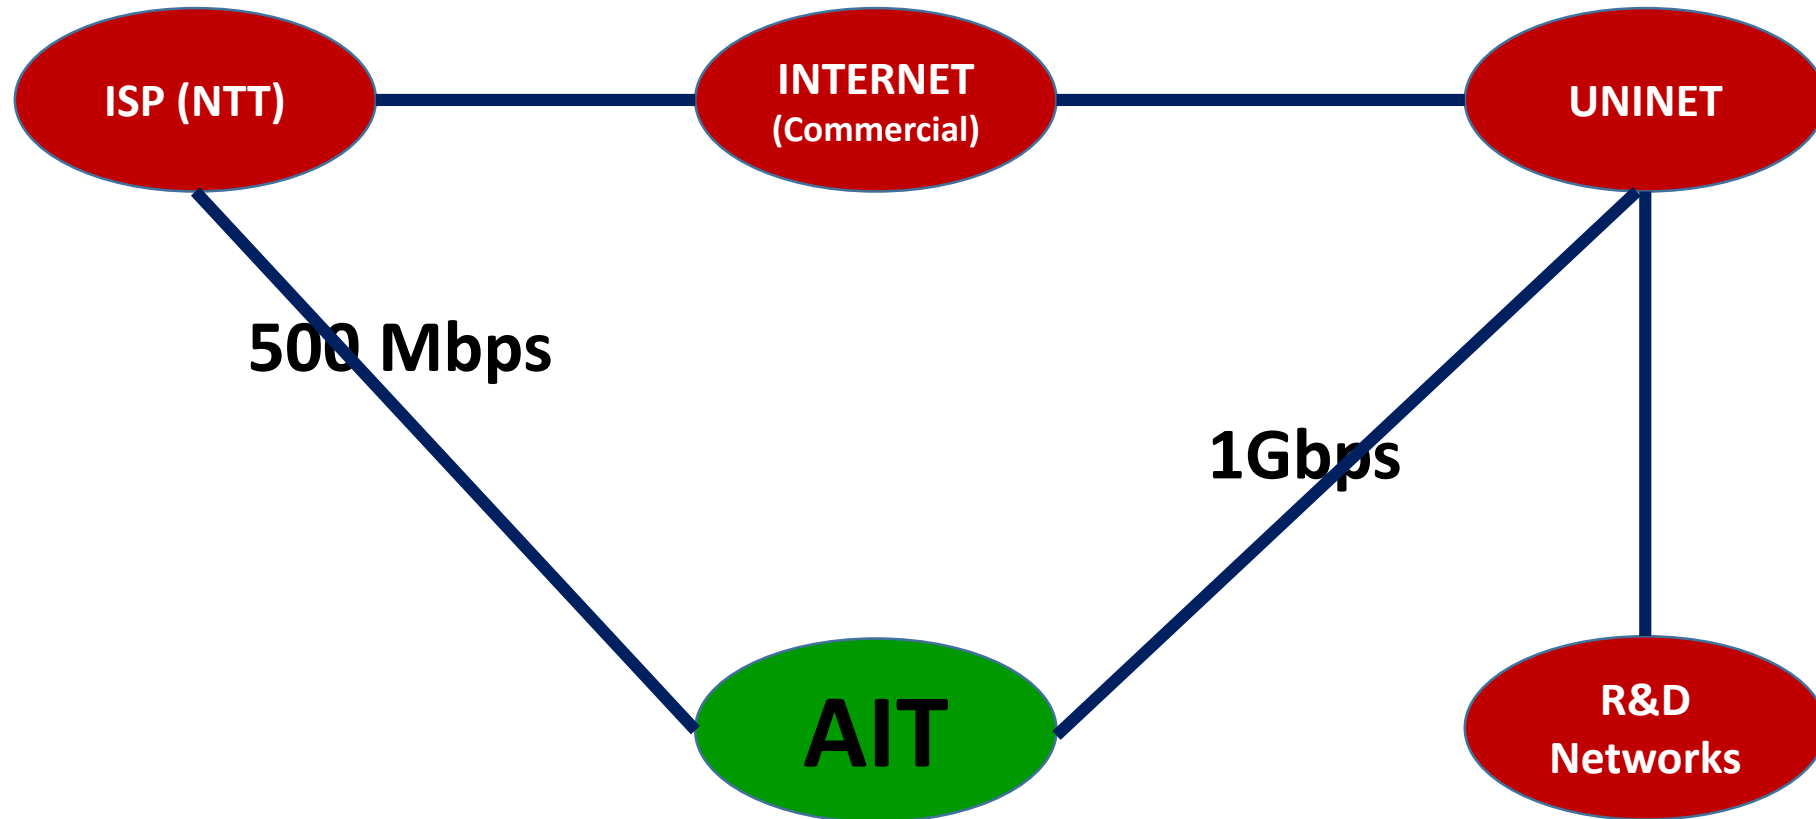 ISP (NTT)
INTERNET
(Commercial)
UNINET
500 Mbps
1Gbps
AIT
R&D
Networks